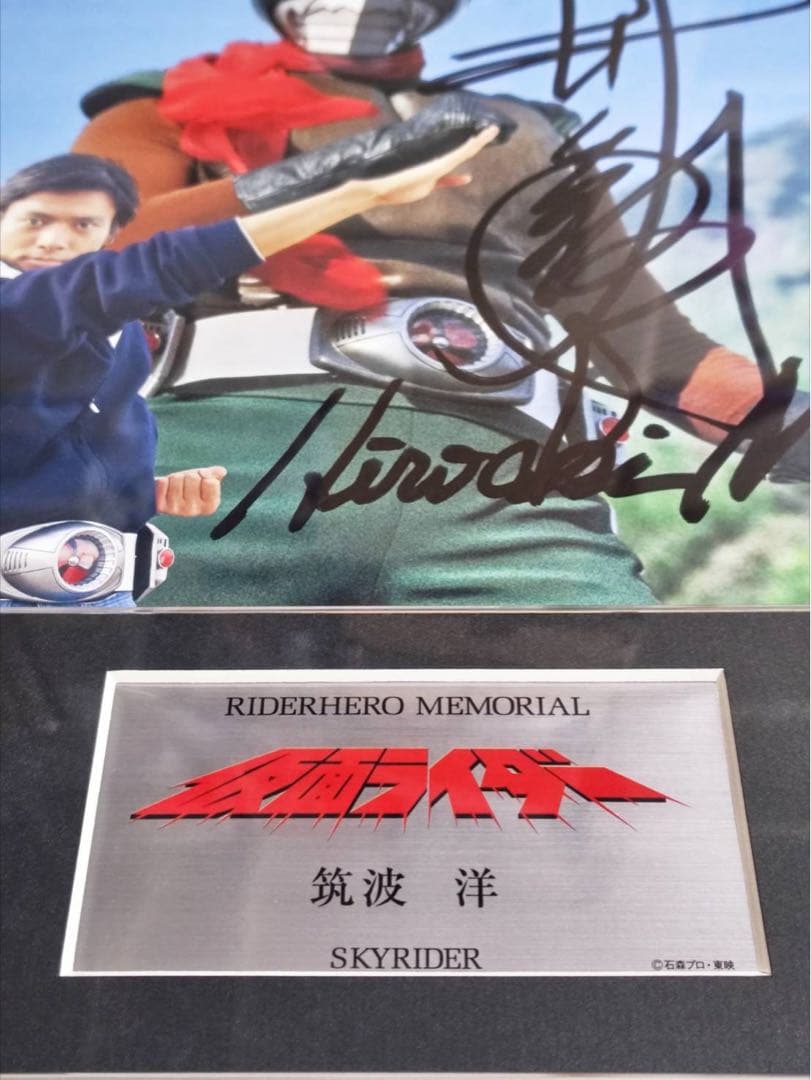 Hiroaki M
RIDERHERO MEMORIAL
仮面ライダー
筑波 洋
SKYRIDER
©石森プロ・東映